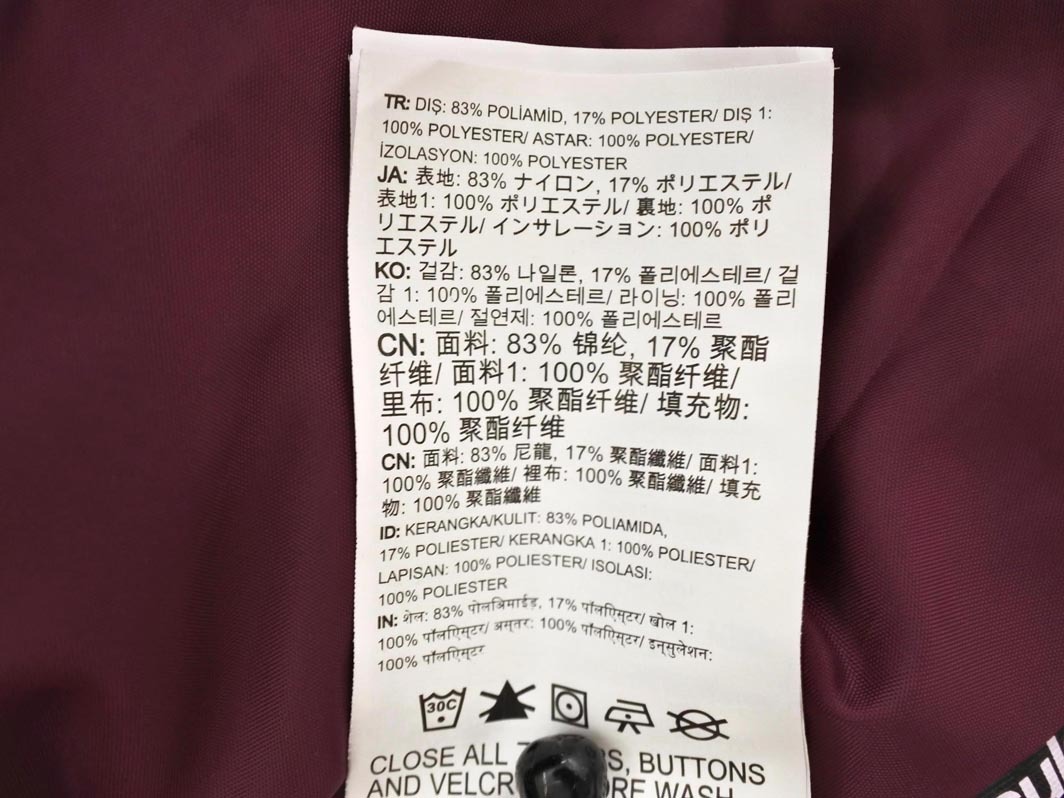 TR: DIŞ: 83% POLİAMİD, 17% POLYESTER/ DIŞ 1:
100% POLYESTER/ ASTAR: 100% POLYESTER/
İZOLASYON: 100% POLYESTER
JA: 表地: 83% ナイロン, 17% ポリエステル/
表地1: 100% ポリエステル/ 裏地: 100% ポ
リエステル/ インサレーション: 100% ポリ
エステル
KO: 겉감: 83% 나일론, 17% 폴리에스테르/ 겉
감 1: 100% 폴리에스테르/ 라이닝: 100% 폴리
에스테르/ 절연제: 100% 폴리에스테르
CN: 面料: 83% 锦纶, 17% 聚酯
纤维/ 面料1: 100% 聚酯纤维/
里布: 100% 聚酯纤维/ 填充物:
100% 聚酯纤维
CN: 面料: 83% 尼龍, 17% 聚酯纖維/ 面料1:
100% 聚酯纖維/ 裡布: 100% 聚酯纖維/ 填充
物: 100% 聚酯纖維
ID: KERANGKA/KULIT: 83% POLIAMIDA,
17% POLIESTER/ KERANGKA 1: 100% POLIESTER/
LAPISAN: 100% POLIESTER/ ISOLASI:
100% POLIESTER
IN: शेल: 83% पोलिअमाईड, 17% पॉलिएस्टर/ खोल 1:
100% पॉलिएस्टर/ अस्तर: 100% पॉलिएस्टर/ इन्सुलेशन:
100% पॉलिएस्टर
30C
CLOSE ALL BUTTONS
AND WASH